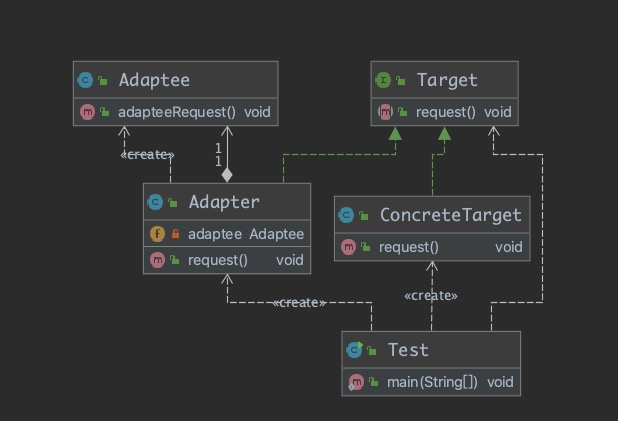 Adaptee
adapteeRequest() void
Target
request() void
«create»
1
1
Adapter
adaptee Adaptee
request() void
ConcreteTarget
request() void
«create»
«create»
Test
main(String[]) void